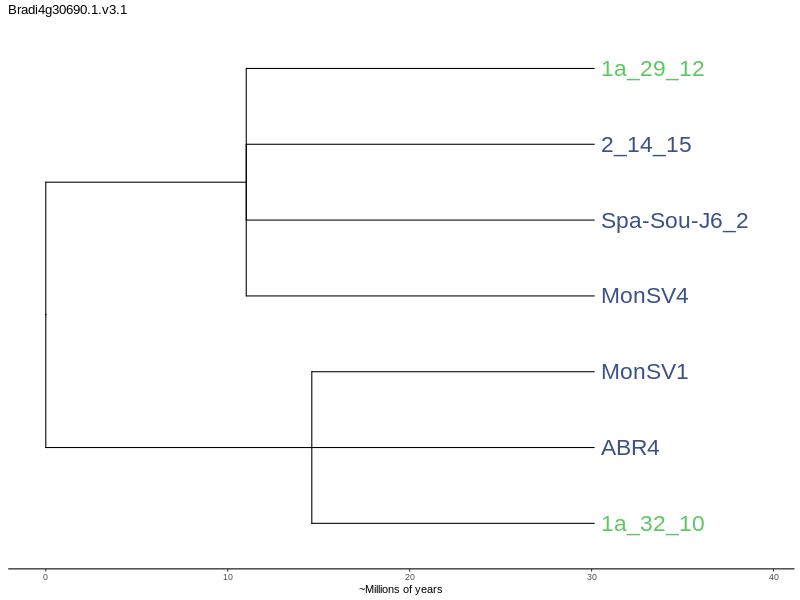 Bradi4g30690.1.v3.1
1a_29_12
2_14_15
Spa-Sou-J6_2
MonSV4
MonSV1
ABR4
1a_32_10
0 10 20 30 40
~Millions of years